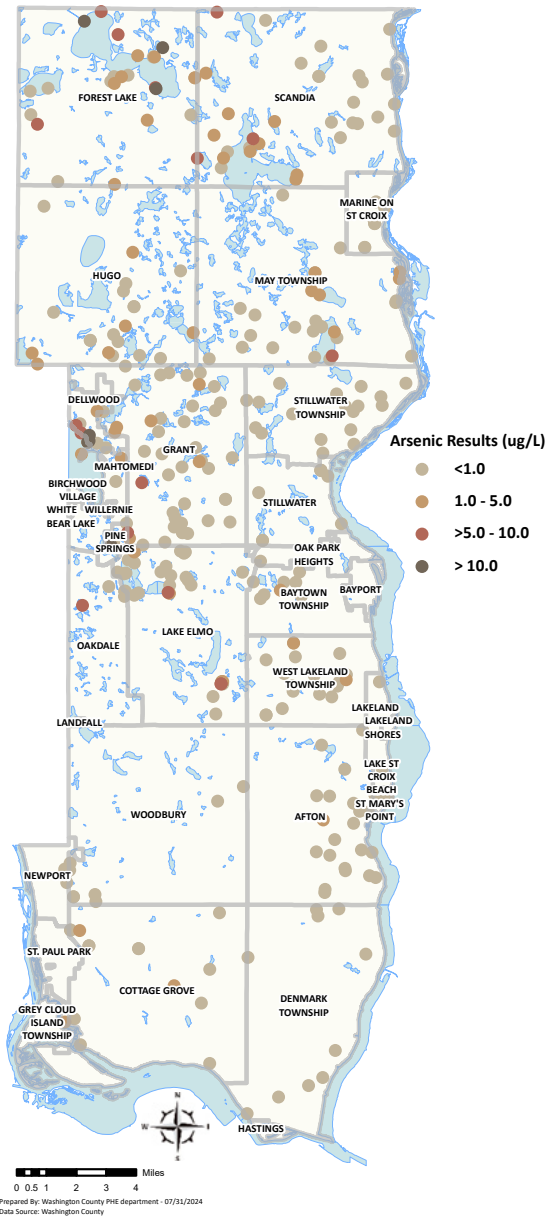 FOREST LAKE
SCANDIA
MARINE ON
ST CROIX
HUGO
MAY TOWNSHIP
DELLWOOD
STILLWATER
TOWNSHIP
Arsenic Results (ug/L)
<1.0
1.0 - 5.0
>5.0 - 10.0
> 10.0
GRANT
MAHTOMEDI
BIRCHWOOD
VILLAGE
WHITE
BEAR LAKE
WILLERNIE
STILLWATER
PINE
SPRINGS
OAK PARK
HEIGHTS
BAYTOWN
TOWNSHIP
BAYPORT
LAKE ELMO
OAKDALE
WEST LAKELAND
TOWNSHIP
LANDFALL
LAKELAND
LAKELAND
SHORES
LAKE ST
CROIX
BEACH
ST MARY'S
POINT
WOODBURY
AFTON
NEWPORT
ST. PAUL PARK
COTTAGE GROVE
DENMARK
TOWNSHIP
GREY CLOUD
ISLAND
TOWNSHIP
HASTINGS
N
W
S
Miles
0 0.5 1 2 3 4
Prepared By: Washington County PHE department - 07/31/2024
Data Source: Washington County